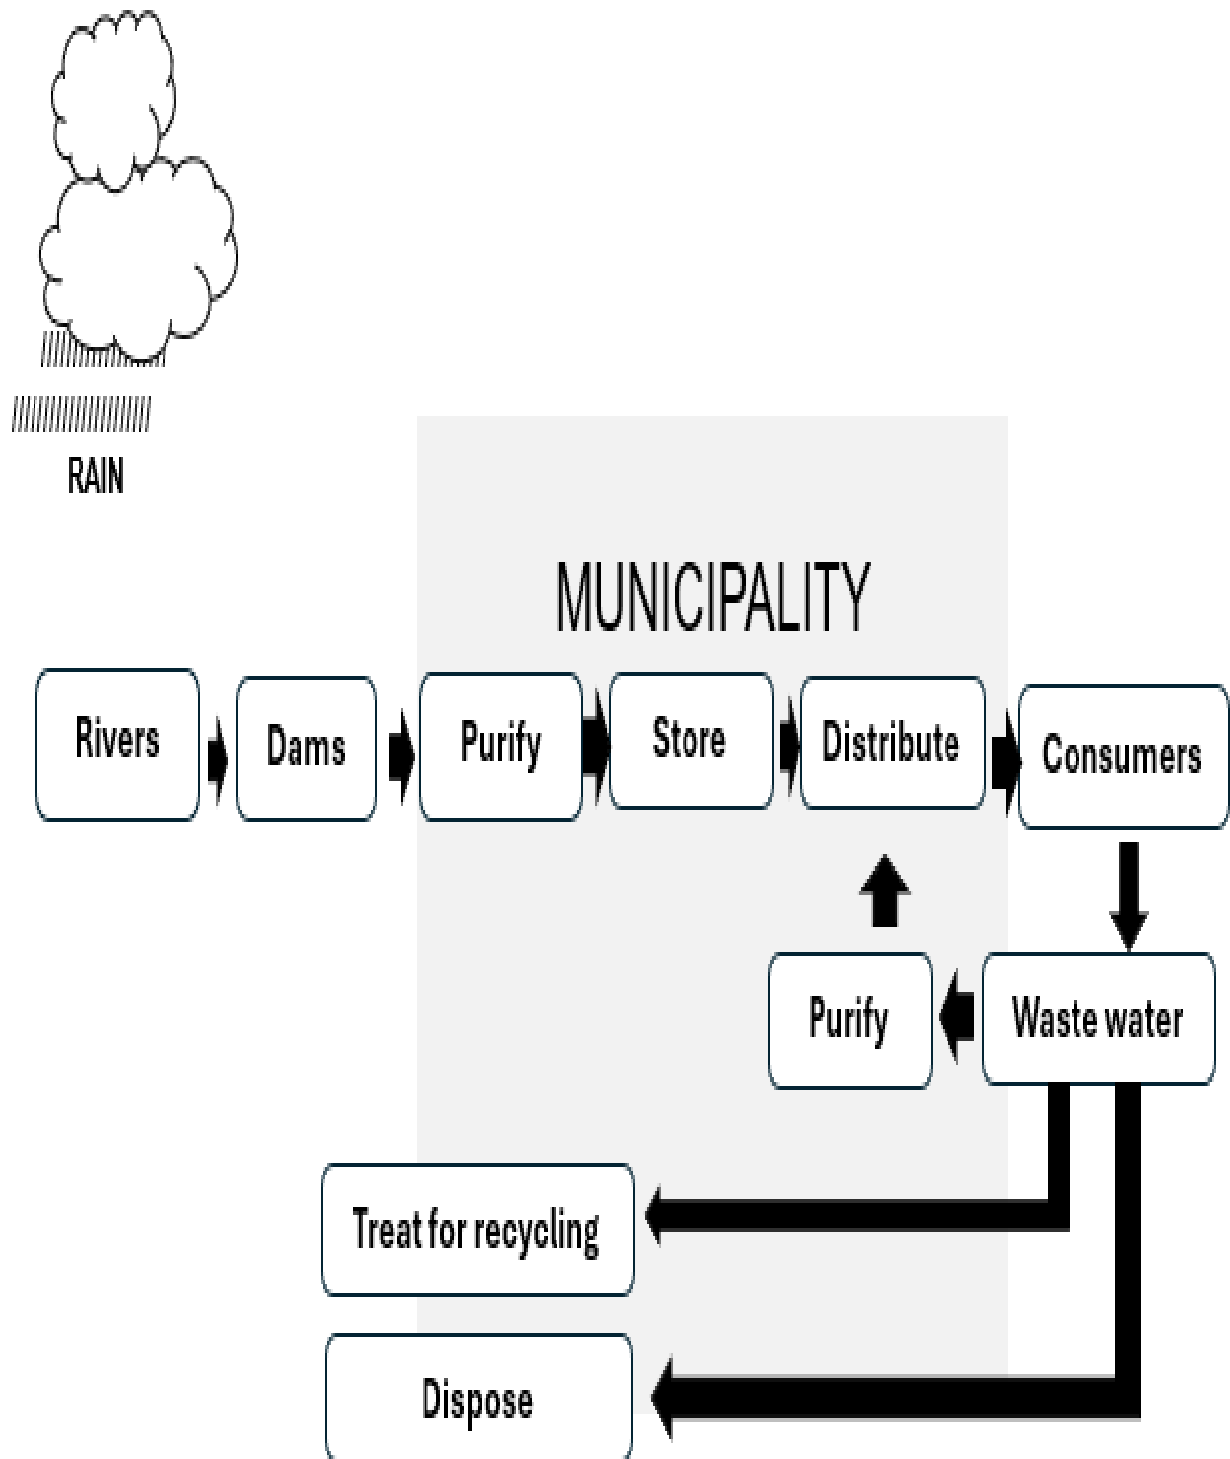 RAIN
MUNICIPALITY
Rivers
Dams
Purify
Store
Distribute
Consumers
Purify
Waste water
Treat for recycling
Dispose